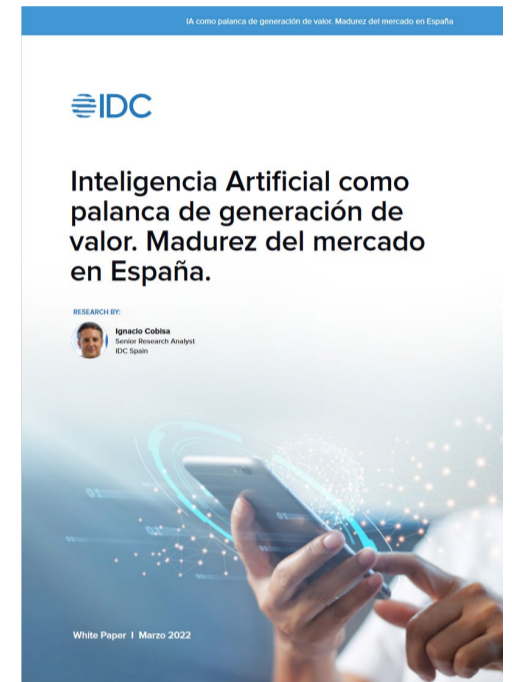 IA como palanca de generación de valor. Madurez del mercado en España
IDC
Inteligencia Artificial como
palanca de generación de
valor. Madurez del mercado
en España.
RESEARCH BY:
Ignacio Cobisa
Senior Research Analyst
IDC Spain
White Paper I Marzo 2022